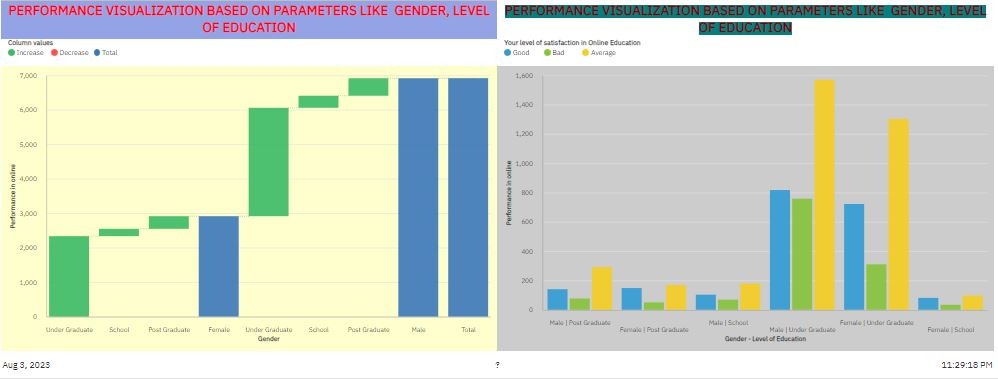 PERFORMANCE VISUALIZATION BASED ON PARAMETERS LIKE  GENDER, LEVEL
OF EDUCATION
Column values
Increase Decrease Total
7,000
6,000
5,000
4,000
3,000
2,000
1,000
0
Performance in online
Under Graduate School Post Graduate Female Under Graduate School Post Graduate Male Total
Gender
PERFORMANCE VISUALIZATION BASED ON PARAMETERS LIKE  GENDER, LEVEL
OF EDUCATION
Your level of satisfaction in Online Education
Good Bad Average
1,600
1,400
1,200
1,000
800
600
400
200
0
Performance in online
Male | Post Graduate Male | School Male | Under Graduate Female | Under Graduate
Female | Post Graduate Female | School
Gender - Level of Education
Aug 3, 2023 ? 11:29:18 PM